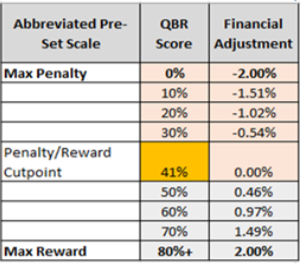 Abbreviated Pre-Set Scale QBR Score Financial Adjustment
Max Penalty 0% -2.00%
10% -1.51%
20% -1.02%
30% -0.54%
Penalty/Reward Cutpoint 41% 0.00%
50% 0.46%
60% 0.97%
70% 1.49%
Max Reward 80%+ 2.00%